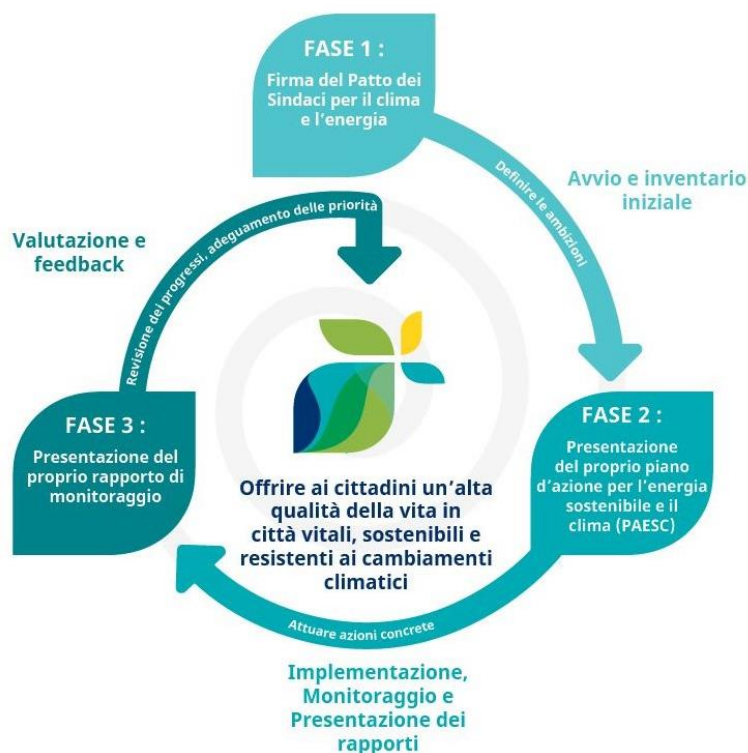 FASE 1 :
Firma del Patto dei
Sindaci per il clima
e l'energia
Definire le ambizioni
Avvio e inventario
iniziale
FASE 2 :
Presentazione
del proprio piano
d'azione per l'energia
sostenibile e il
clima (PAESC)
Attuare azioni concrete
Implementazione,
Monitoraggio e
Presentazione dei
rapporti
FASE 3 :
Presentazione del
proprio rapporto di
monitoraggio
Revisione dei progressi, adeguamento delle priorità
Valutazione e
feedback
Offrire ai cittadini un'alta
qualità della vita in
città vitali, sostenibili e
resistenti ai cambiamenti
climatici